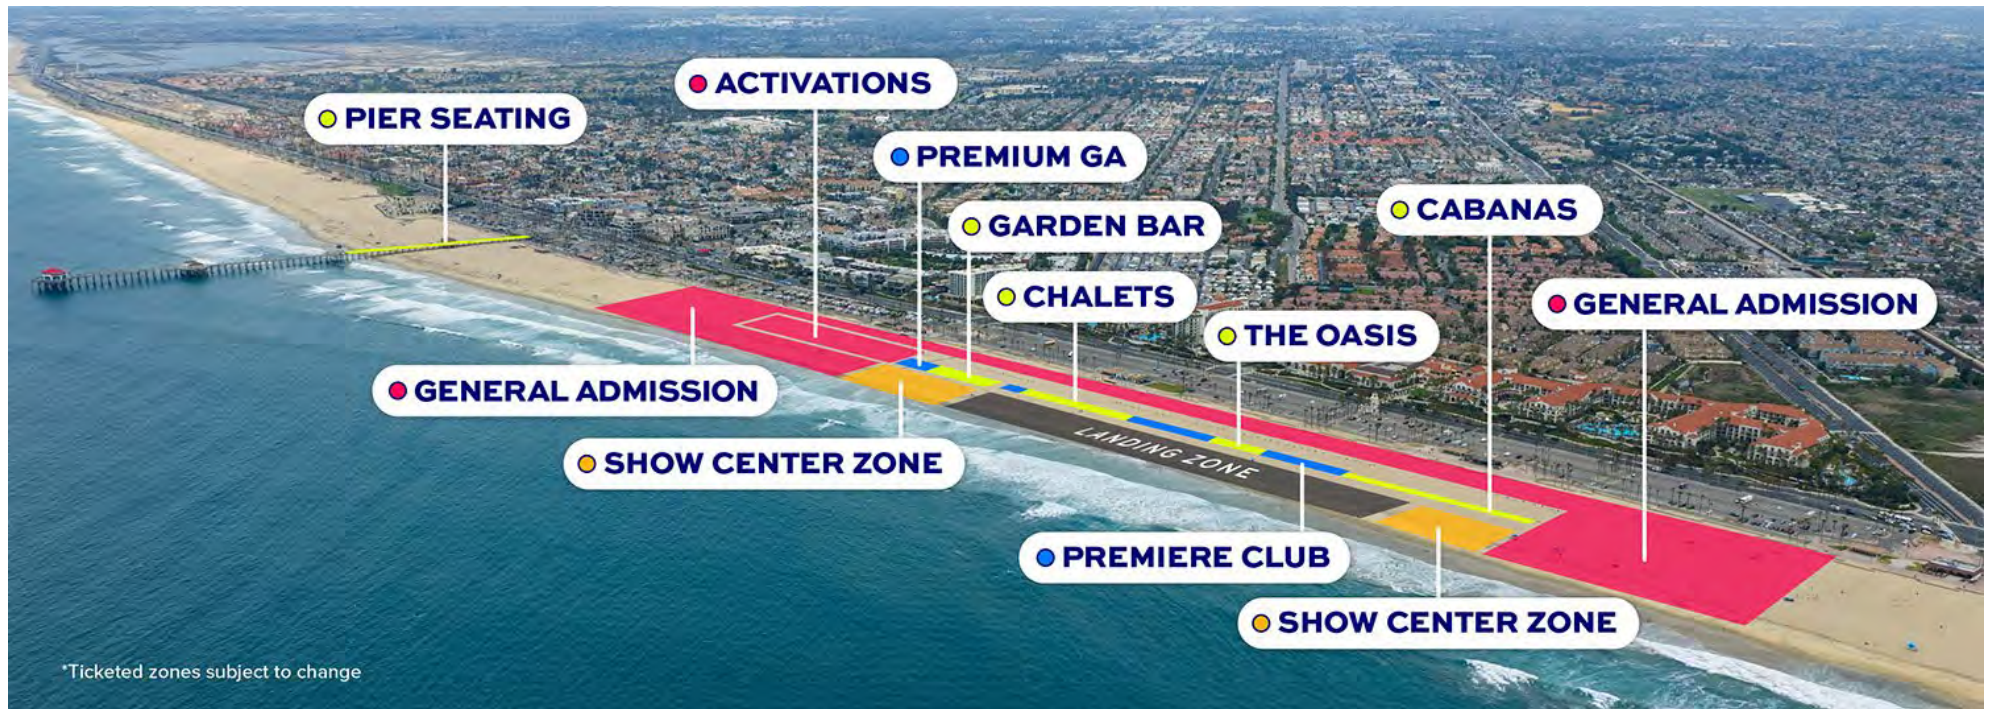 ACTIVATIONS
PIER SEATING
PREMIUM GA
CABANAS
GARDEN BAR
CHALETS
GENERAL ADMISSION
THE OASIS
GENERAL ADMISSION
LANDING ZONE
SHOW CENTER ZONE
PREMIERE CLUB
SHOW CENTER ZONE
*Ticketed zones subject to change